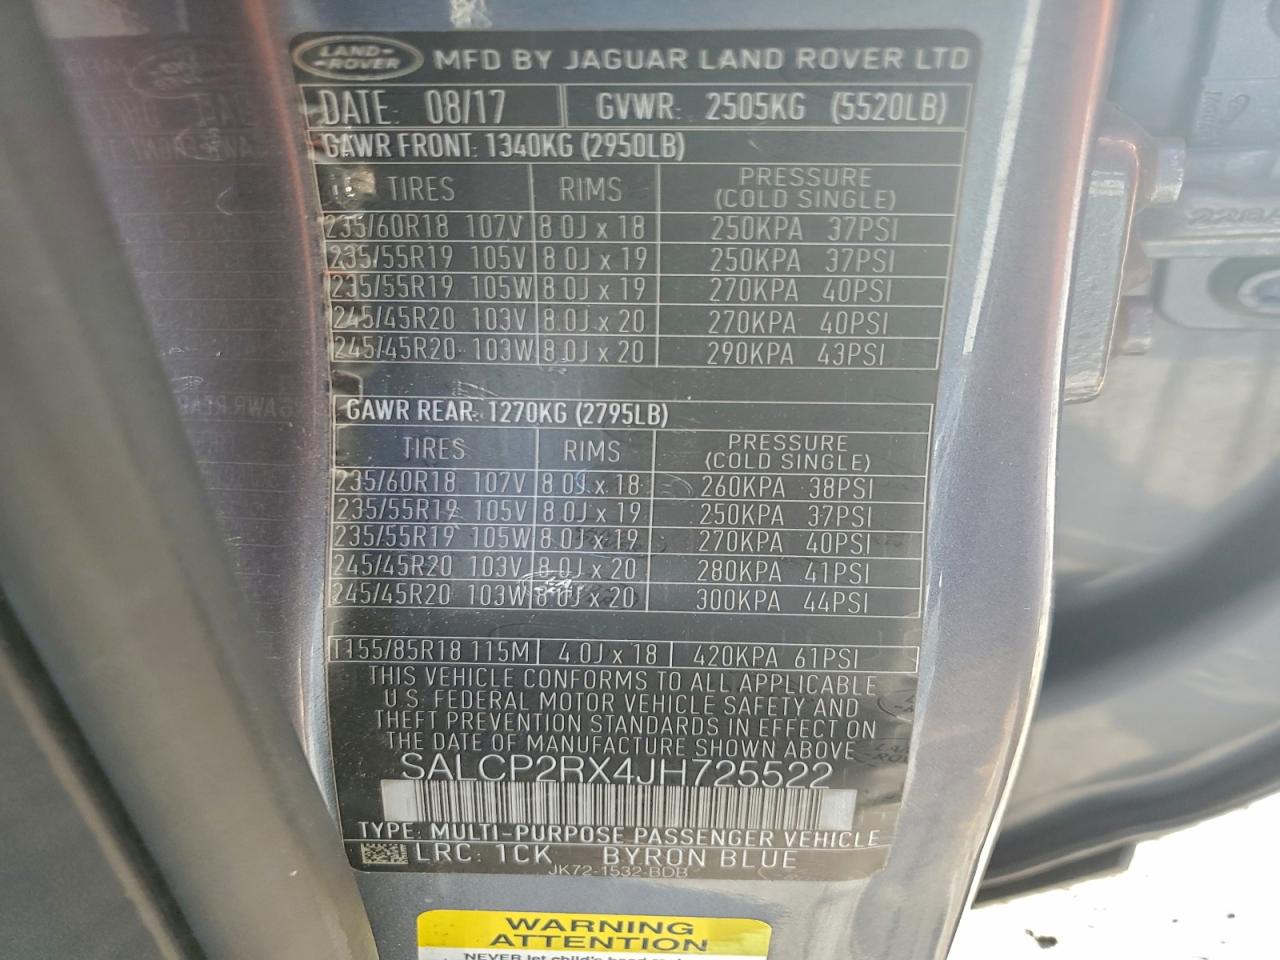 LAND-ROVER MFD BY JAGUAR LAND ROVER LTD
DATE: 08/17 GVWR: 2505KG (5520LB)
GAWR FRONT: 1340KG (2950LB)
TIRES RIMS PRESSURE (COLD SINGLE)
235/60R18 107V 8.0J x 18 250KPA 37PSI
235/55R19 105V 8.0J x 19 250KPA 37PSI
235/55R19 105W 8.0J x 19 270KPA 40PSI
245/45R20 103V 8.0J x 20 270KPA 40PSI
245/45R20 103W 8.0J x 20 290KPA 43PSI
GAWR REAR: 1270KG (2795LB)
TIRES RIMS PRESSURE (COLD SINGLE)
235/60R18 107V 8.0J x 18 260KPA 38PSI
235/55R19 105V 8.0J x 19 250KPA 37PSI
235/55R19 105W 8.0J x 19 270KPA 40PSI
245/45R20 103V 8.0J x 20 280KPA 41PSI
245/45R20 103W 8.0J x 20 300KPA 44PSI
T155/85R18 115M 4.0J x 18 420KPA 61PSI
THIS VEHICLE CONFORMS TO ALL APPLICABLE
U.S. FEDERAL MOTOR VEHICLE SAFETY AND
THEFT PREVENTION STANDARDS IN EFFECT ON
THE DATE OF MANUFACTURE SHOWN ABOVE
SALCP2RX4JH725522
TYPE: MULTI-PURPOSE PASSENGER VEHICLE
LRC: 1CK BYRON BLUE
JK72-1532-BDB
WARNING
ATTENTION
NEVER let child's